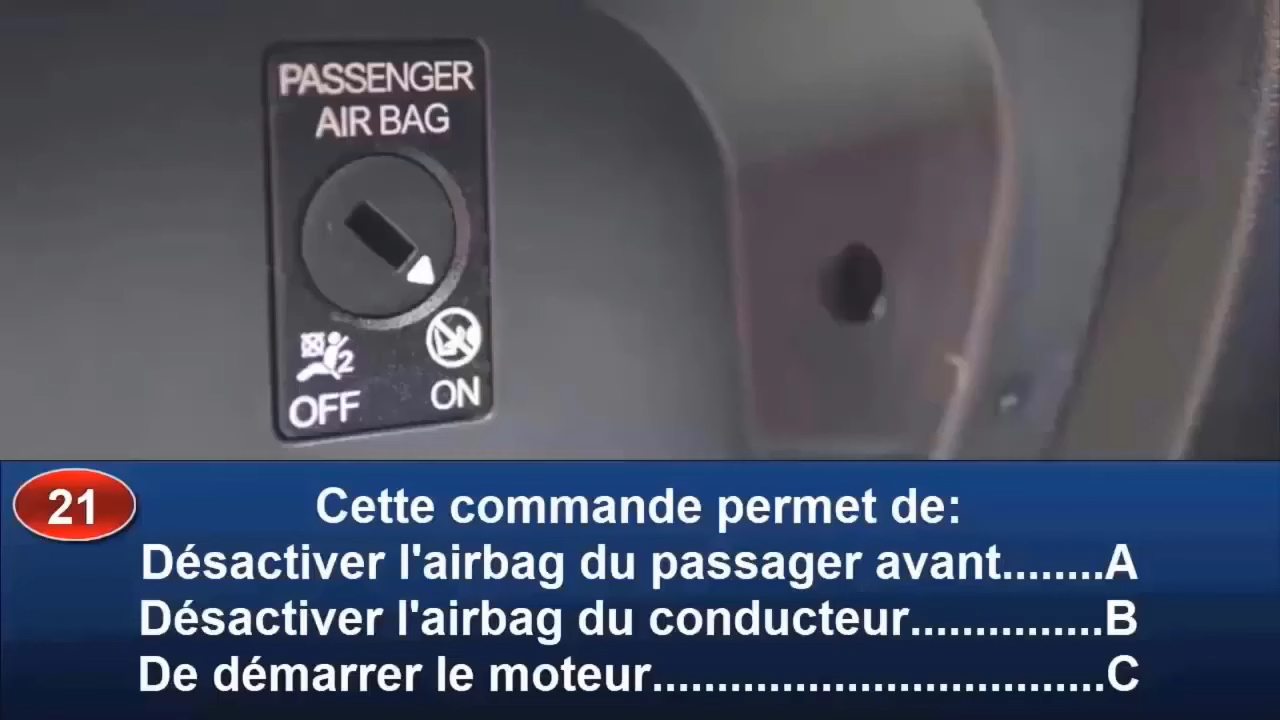 PASSENGER
AIR BAG
2
OFF
ON
21
Cette commande permet de:
Désactiver l'airbag du passager avant........A
Désactiver l'airbag du conducteur...............B
De démarrer le moteur...................................C